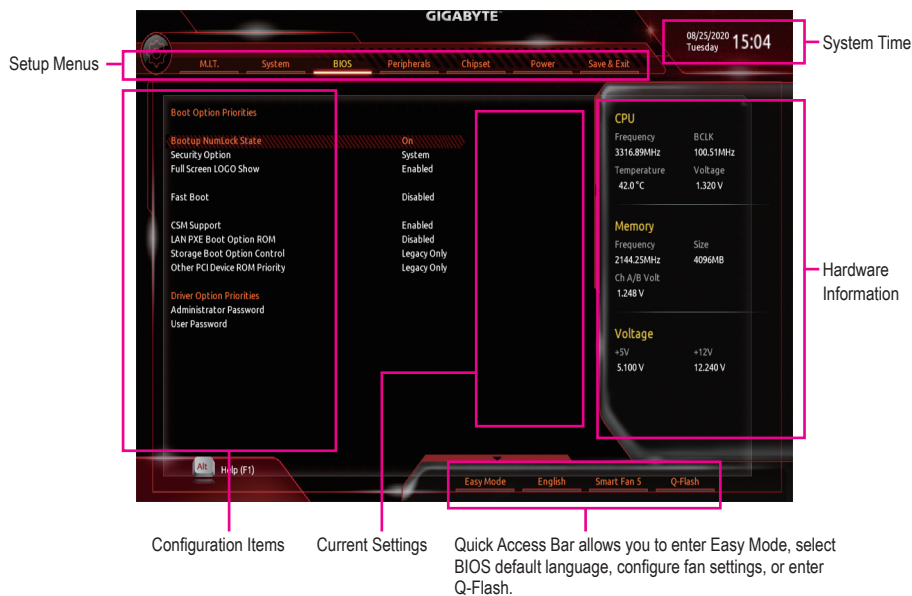 GIGABYTE™
08/25/2020 15:04
Tuesday
System Time
Setup Menus
M.I.T. System BIOS Peripherals Chipset Power Save & Exit
Boot Option Priorities
Bootup NumLock State On
Security Option System
Full Screen LOGO Show Enabled
Fast Boot Disabled
CSM Support Enabled
LAN PXE Boot Option ROM Disabled
Storage Boot Option Control Legacy Only
Other PCI Device ROM Priority Legacy Only
Driver Option Priorities
Administrator Password
User Password
CPU
Frequency BCLK
3316.89MHz 100.51MHz
Temperature Voltage
42.0 °C 1.320 V
Memory
Frequency Size
2144.25MHz 4096MB
Ch A/B Volt
1.248 V
Voltage
+5V +12V
5.100 V 12.240 V
Hardware
Information
Alt Help (F1)
Easy Mode English Smart Fan 5 Q-Flash
Configuration Items
Current Settings
Quick Access Bar allows you to enter Easy Mode, select
BIOS default language, configure fan settings, or enter
Q-Flash.